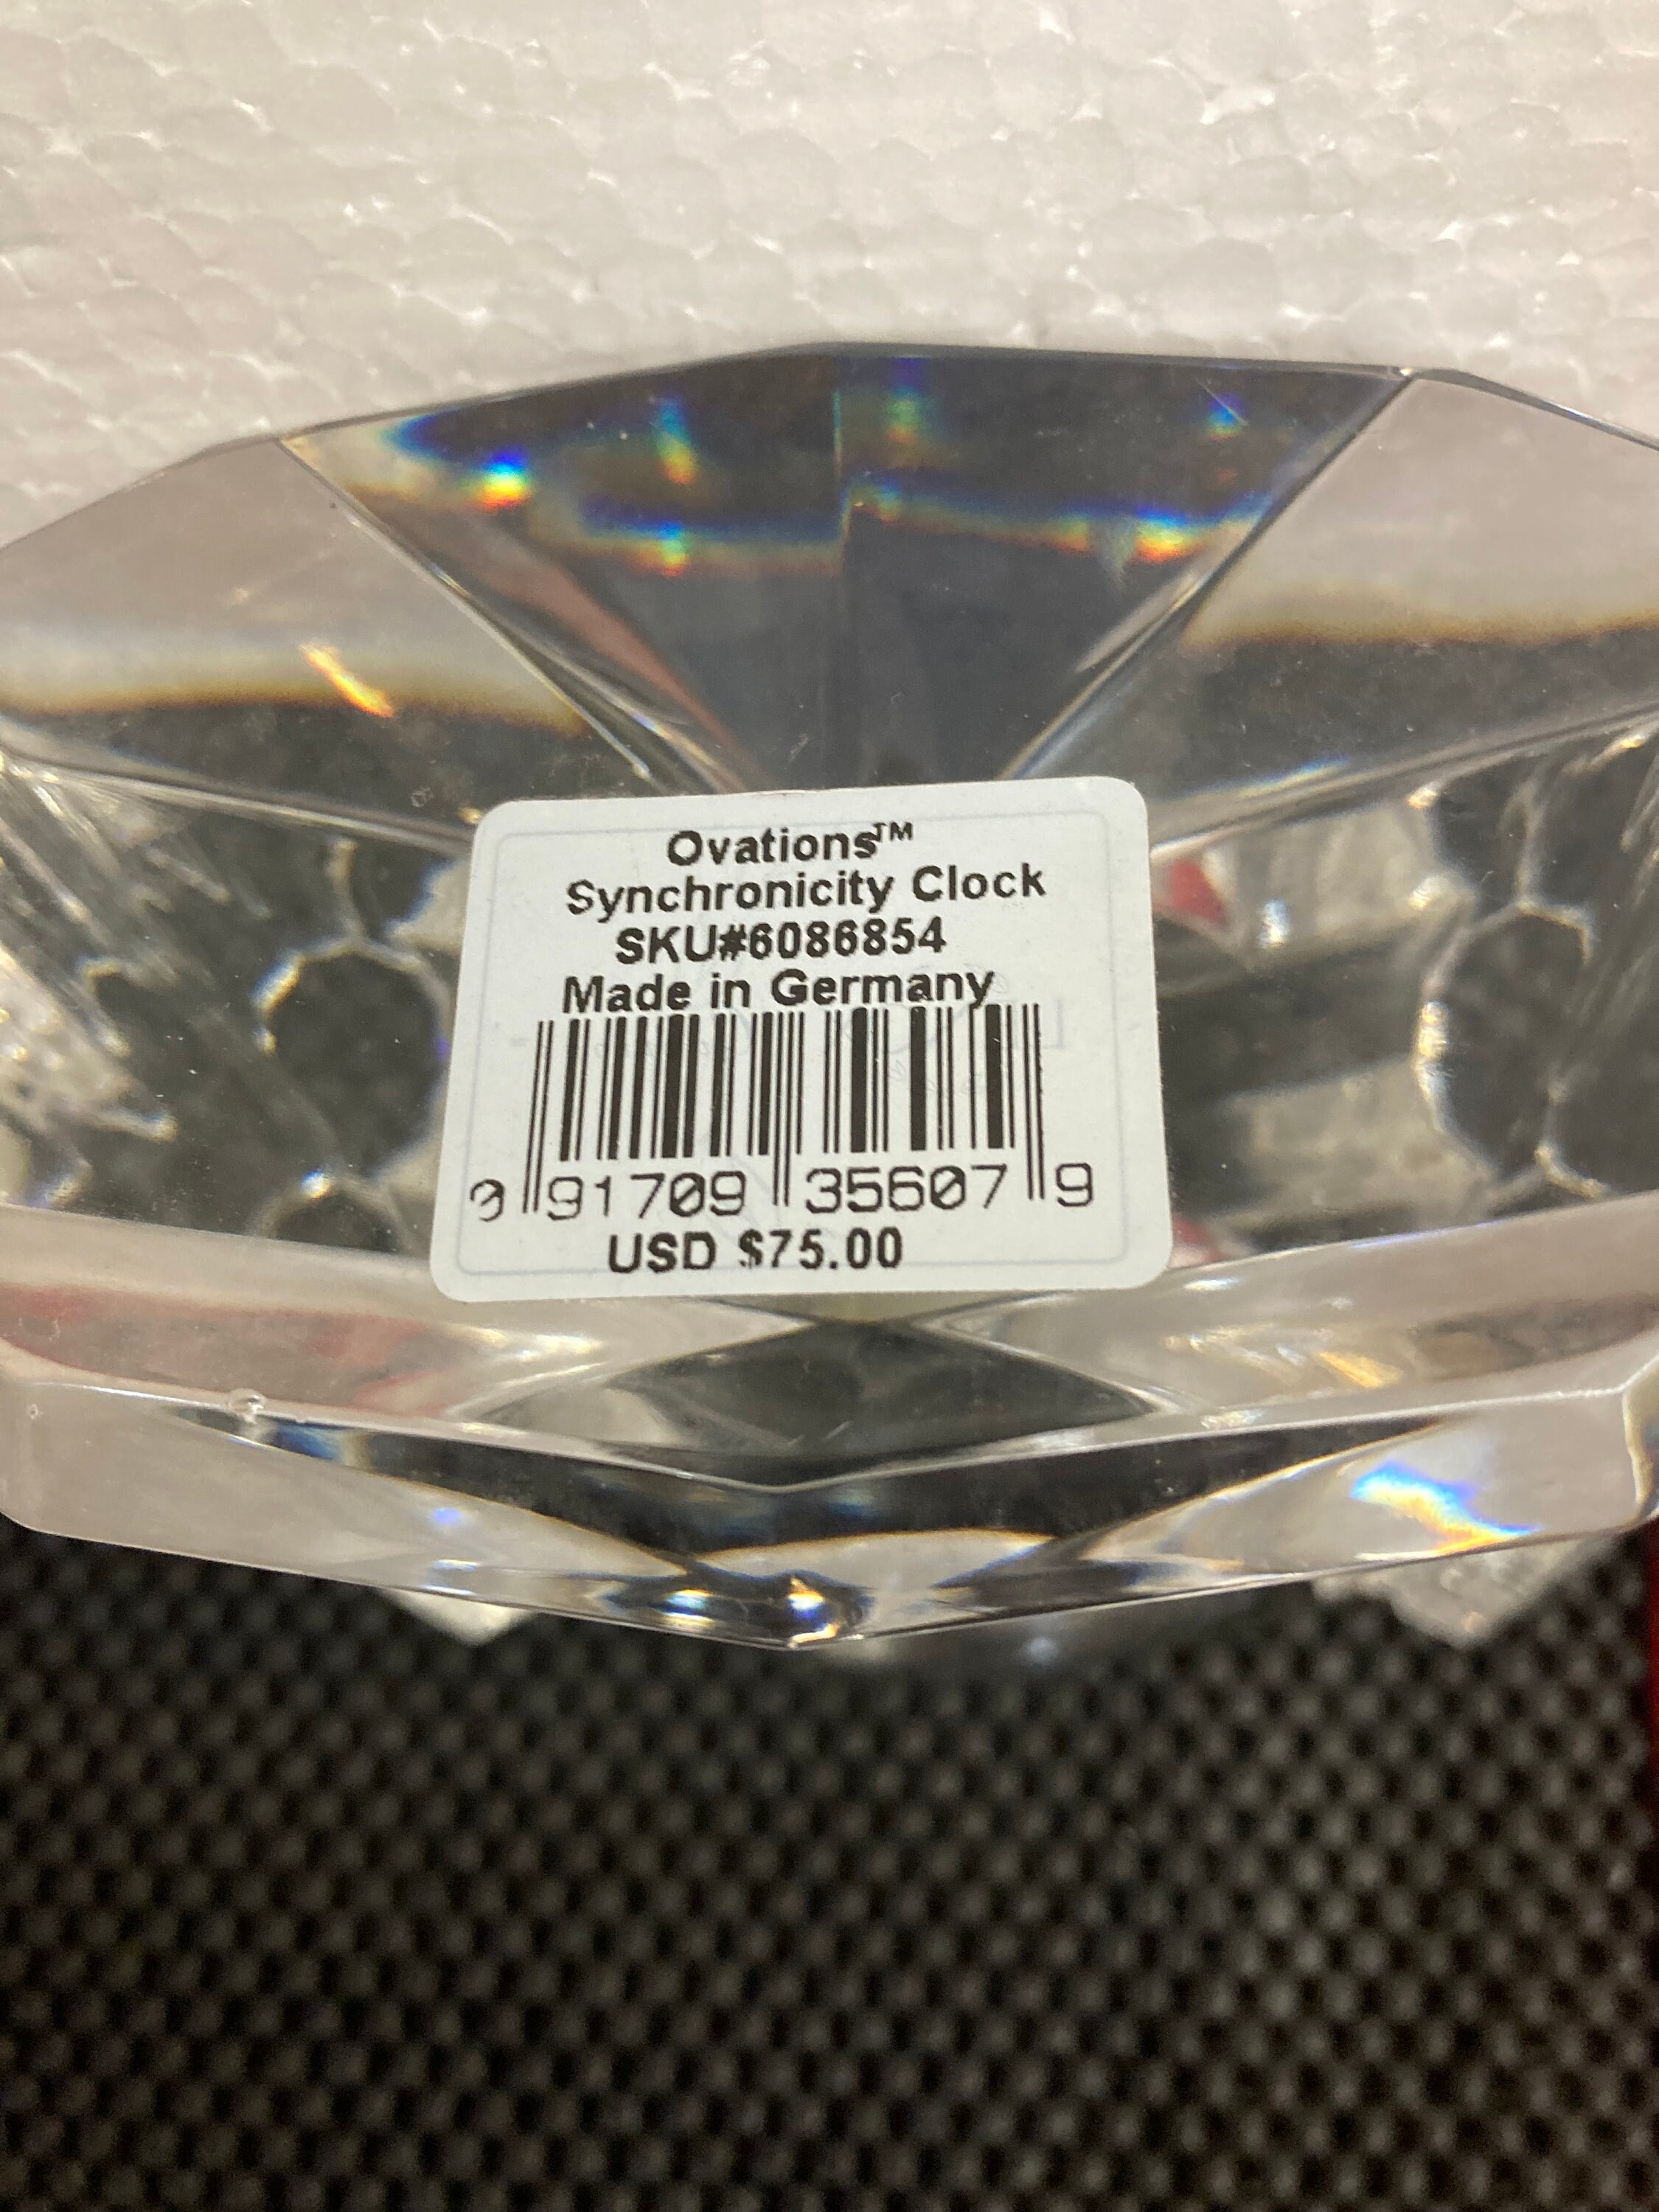 Ovations™
Synchronicity Clock
SKU#6086854
Made in Germany
0 91709 35607 9
USD $75.00